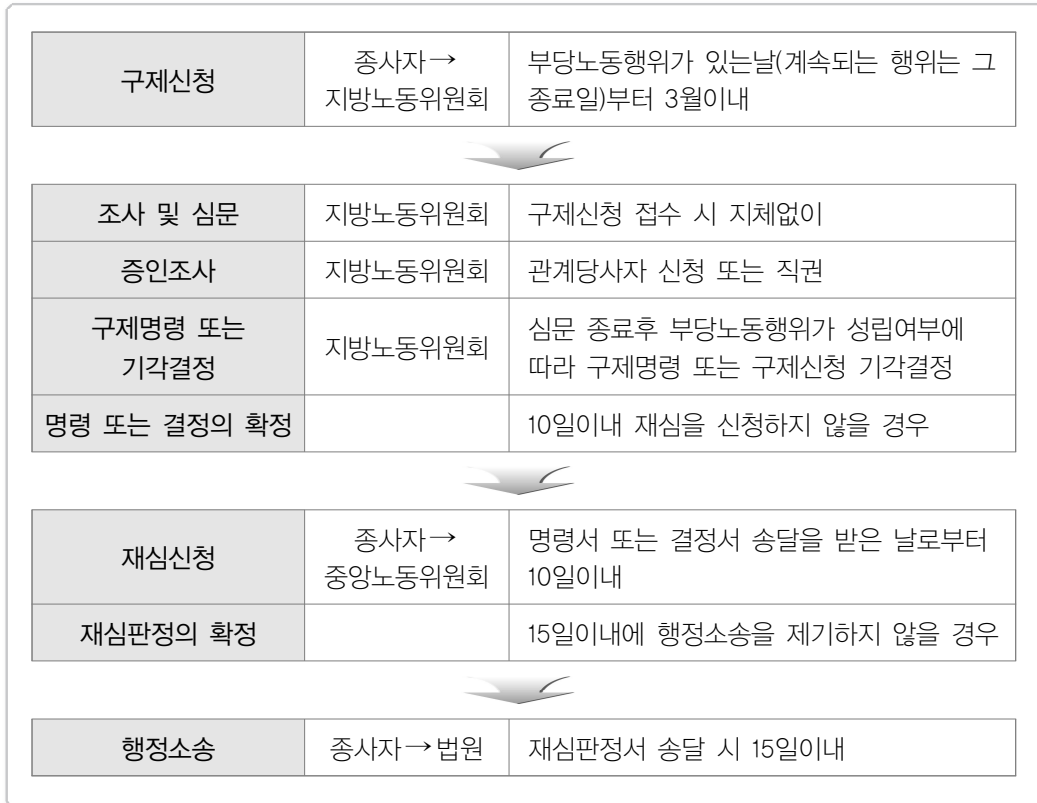 구제신청
종사자→
지방노동위원회
부당노동행위가 있는날(계속되는 행위는 그
종료일)부터 3월이내
조사 및 심문
지방노동위원회
구제신청 접수 시 지체없이
증인조사
지방노동위원회
관계당사자 신청 또는 직권
구제명령 또는
기각결정
지방노동위원회
심문 종료후 부당노동행위가 성립여부에
따라 구제명령 또는 구제신청 기각결정
명령 또는 결정의 확정
10일이내 재심을 신청하지 않을 경우
재심신청
종사자→
중앙노동위원회
명령서 또는 결정서 송달을 받은 날로부터
10일이내
재심판정의 확정
15일이내에 행정소송을 제기하지 않을 경우
행정소송
종사자→법원
재심판정서 송달 시 15일이내